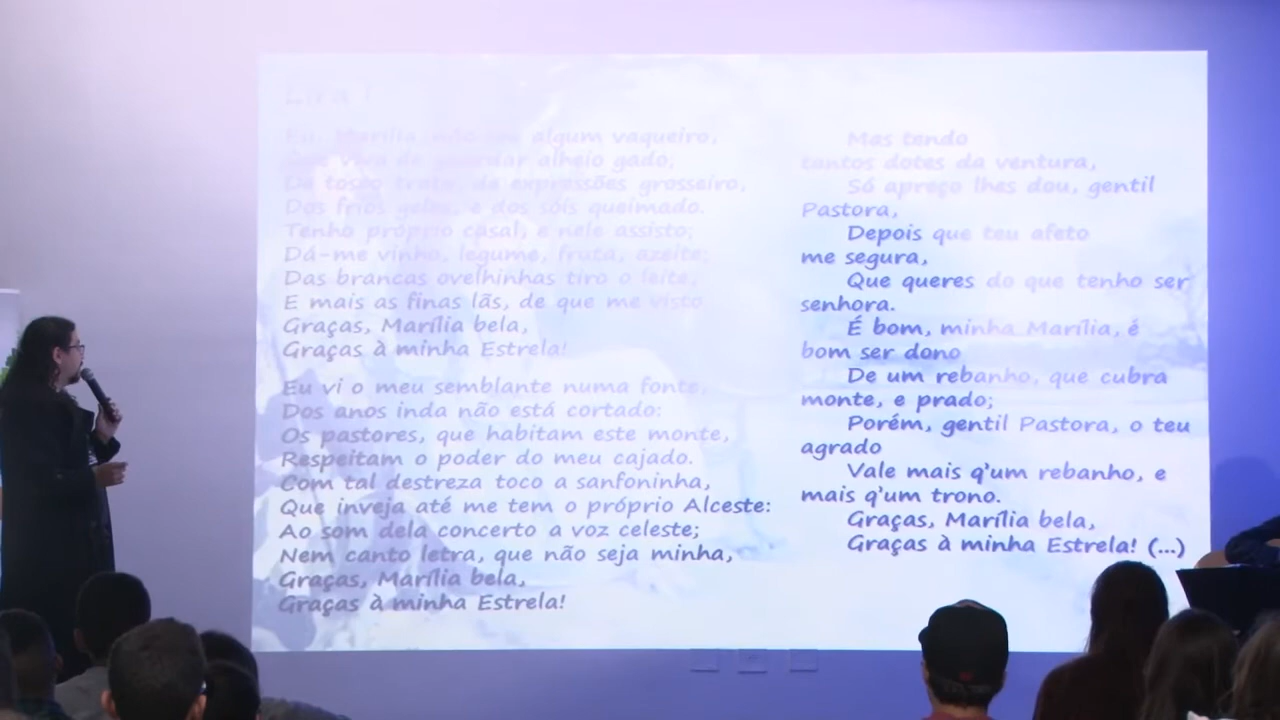 Lira I
Eu, Marília, não sou algum vaqueiro,
Que viva de guardar alheio gado;
De tosco trato, de expressões grosseiro,
Dos frios gelos, e dos sóis queimado.
Tenho próprio casal, e nele assisto;
Dá-me vinho, legume, fruta, azeite;
Das brancas ovelhinhas tiro o leite,
E mais as finas lãs, de que me visto.
Graças, Marília bela,
Graças à minha Estrela!
Eu vi o meu semblante numa fonte,
Dos anos inda não está cortado:
Os pastores, que habitam este monte,
Respeitam o poder do meu cajado.
Com tal destreza toco a sanfoninha,
Que inveja até me tem o próprio Alceste:
Ao som dela concerto a voz celeste;
Nem canto letra, que não seja minha,
Graças, Marília bela,
Graças à minha Estrela!
Mas tendo
tantos dotes da ventura,
Só apreço lhes dou, gentil
Pastora,
Depois que teu afeto
me segura,
Que queres do que tenho ser
senhora.
É bom, minha Marília, é
bom ser dono
De um rebanho, que cubra
monte, e prado;
Porém, gentil Pastora, o teu
agrado
Vale mais q'um rebanho, e
mais q'um trono.
Graças, Marília bela,
Graças à minha Estrela! (...)